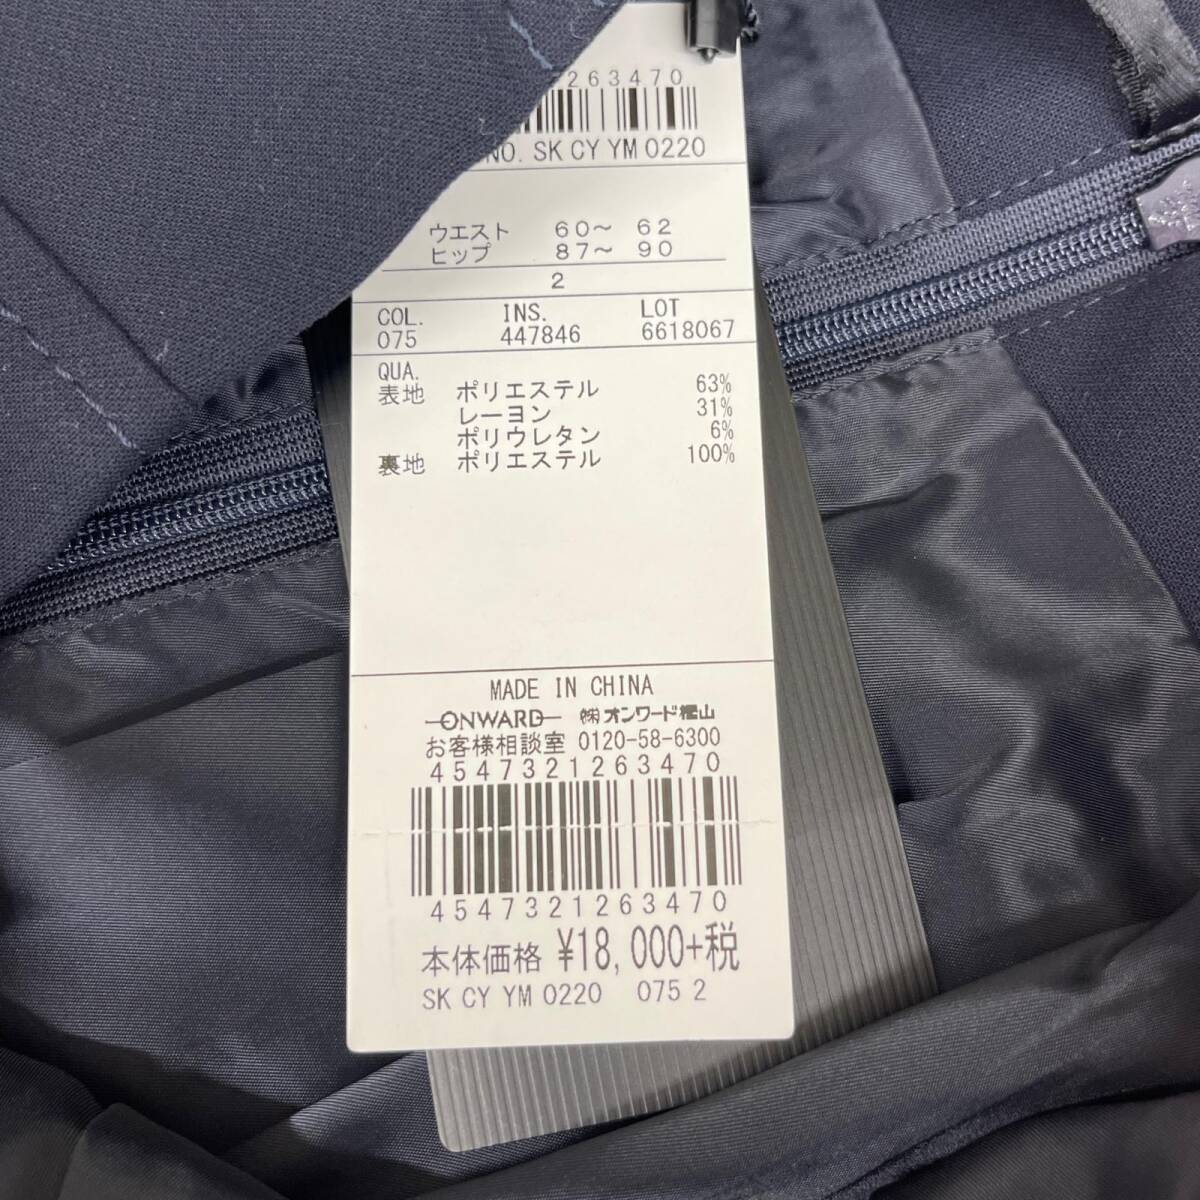 263470
NO. SK CY YM 0220
ウエスト 60～ 62
ヒップ 87～ 90
2
COL. INS. LOT
075 447846 6618067
QUA.
表地 ポリエステル 63%
レーヨン 31%
ポリウレタン 6%
裏地 ポリエステル 100%
MADE IN CHINA
ONWARD ㈱オンワード樫山
お客様相談室 0120-58-6300
4547321263470
4547321263470
本体価格 ¥18,000+税
SK CY YM 0220 075 2